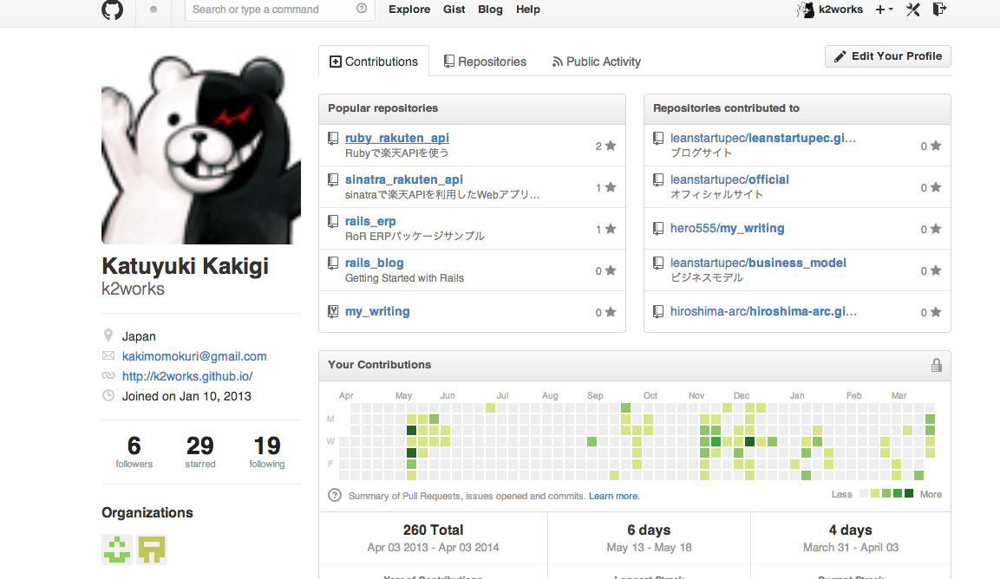 Search or type a command
Explore Gist Blog Help
k2works
Contributions
Repositories
Public Activity
Edit Your Profile
Katuyuki Kakigi
k2works
Japan
kakimomokuri@gmail.com
http://k2works.github.io/
Joined on Jan 10, 2013
6 29 19
followers starred following
Organizations
Popular repositories
ruby_rakuten_api 2
Rubyで楽天APIを使う
sinatra_rakuten_api 1
sinatraで楽天APIを利用したWebアプリ…
rails_erp 1
RoR ERPパッケージサンプル
rails_blog 0
Getting Started with Rails
my_writing 0
Repositories contributed to
leanstartupec/leanstartupec.gi… 0
ブログサイト
leanstartupec/official 0
オフィシャルサイト
hero555/my_writing 0
leanstartupec/business_model 0
ビジネスモデル
hiroshima-arc/hiroshima-arc.gi… 0
Your Contributions
Apr May Jun Jul Aug Sep Oct Nov Dec Jan Feb Mar
M
W
F
Summary of Pull Requests, issues opened and commits. Learn more.
Less More
260 Total
Apr 03 2013 - Apr 03 2014
Year of Contributions
6 days
May 13 - May 18
Longest Streak
4 days
March 31 - April 03
Current Streak